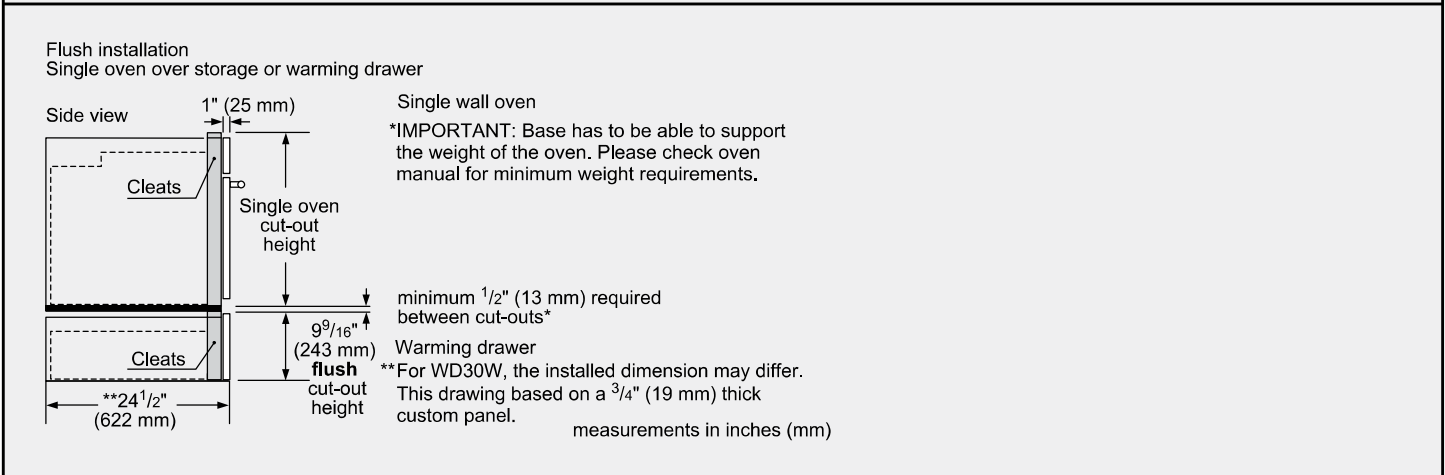 Flush installation
Single oven over storage or warming drawer
Side view
1" (25 mm)
Cleats
Single oven
cut-out
height
Single wall oven
*IMPORTANT: Base has to be able to support
the weight of the oven. Please check oven
manual for minimum weight requirements.
minimum 1/2" (13 mm) required
between cut-outs*
9 9/16"
(243 mm)
flush
cut-out
height
Cleats
**24 1/2"
(622 mm)
Warming drawer
**For WD30W, the installed dimension may differ.
This drawing based on a 3/4" (19 mm) thick
custom panel.
measurements in inches (mm)